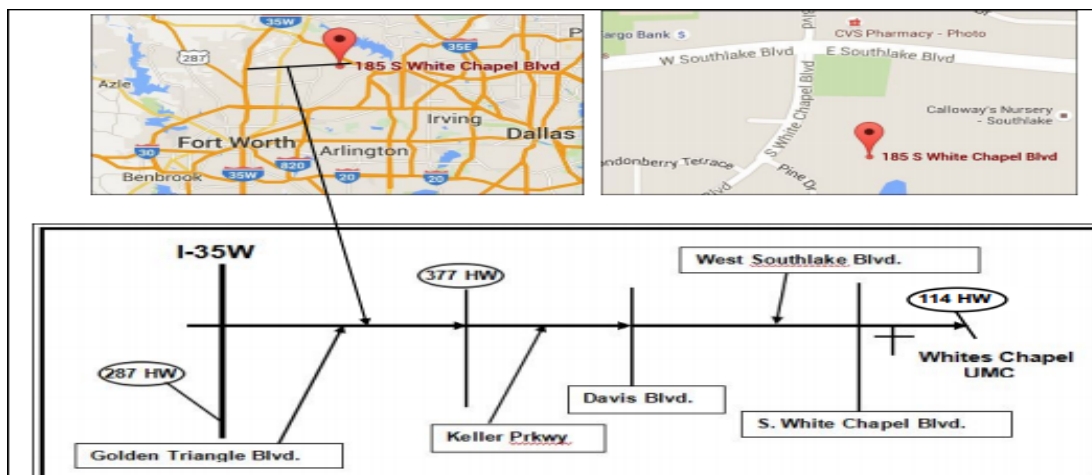 35W
287
35E
P
185 S White Chapel Blvd
Azle
Irving
Dallas
Fort Worth
Arlington
30
820
Benbrook
35W
20
20
CVS Pharmacy - Photo
argo Bank
W Southlake Blvd
E Southlake Blvd
S White Chapel Blvd
Calloway's Nursery
- Southlake
185 S White Chapel Blvd
ondonberry Terrace
Pine Dr
Blvd
I-35W
377 HW
West Southlake Blvd.
114 HW
287 HW
Whites Chapel
UMC
Davis Blvd.
S. White Chapel Blvd.
Keller Prkwy
Golden Triangle Blvd.